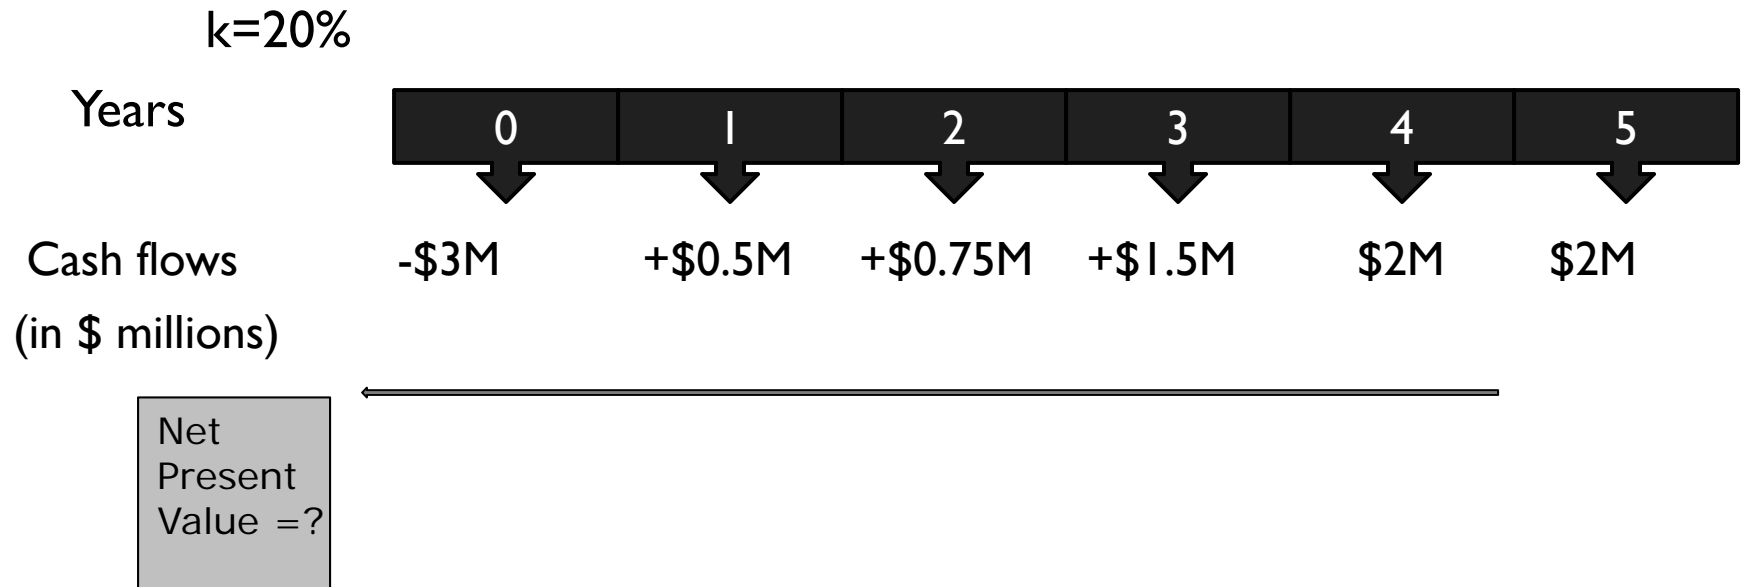 k=20%
Years 0 1 2 3 4 5
Cash flows -$3M +$0.5M +$0.75M +$1.5M $2M $2M
(in $ millions)
Net
Present
Value =?